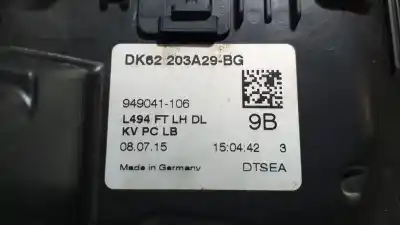 DK62 203A29-BG
949041-106
L494 FT LH DL
KV PC LB
9B
08.07.15 15:04:42 3
Made in Germany DTSEA